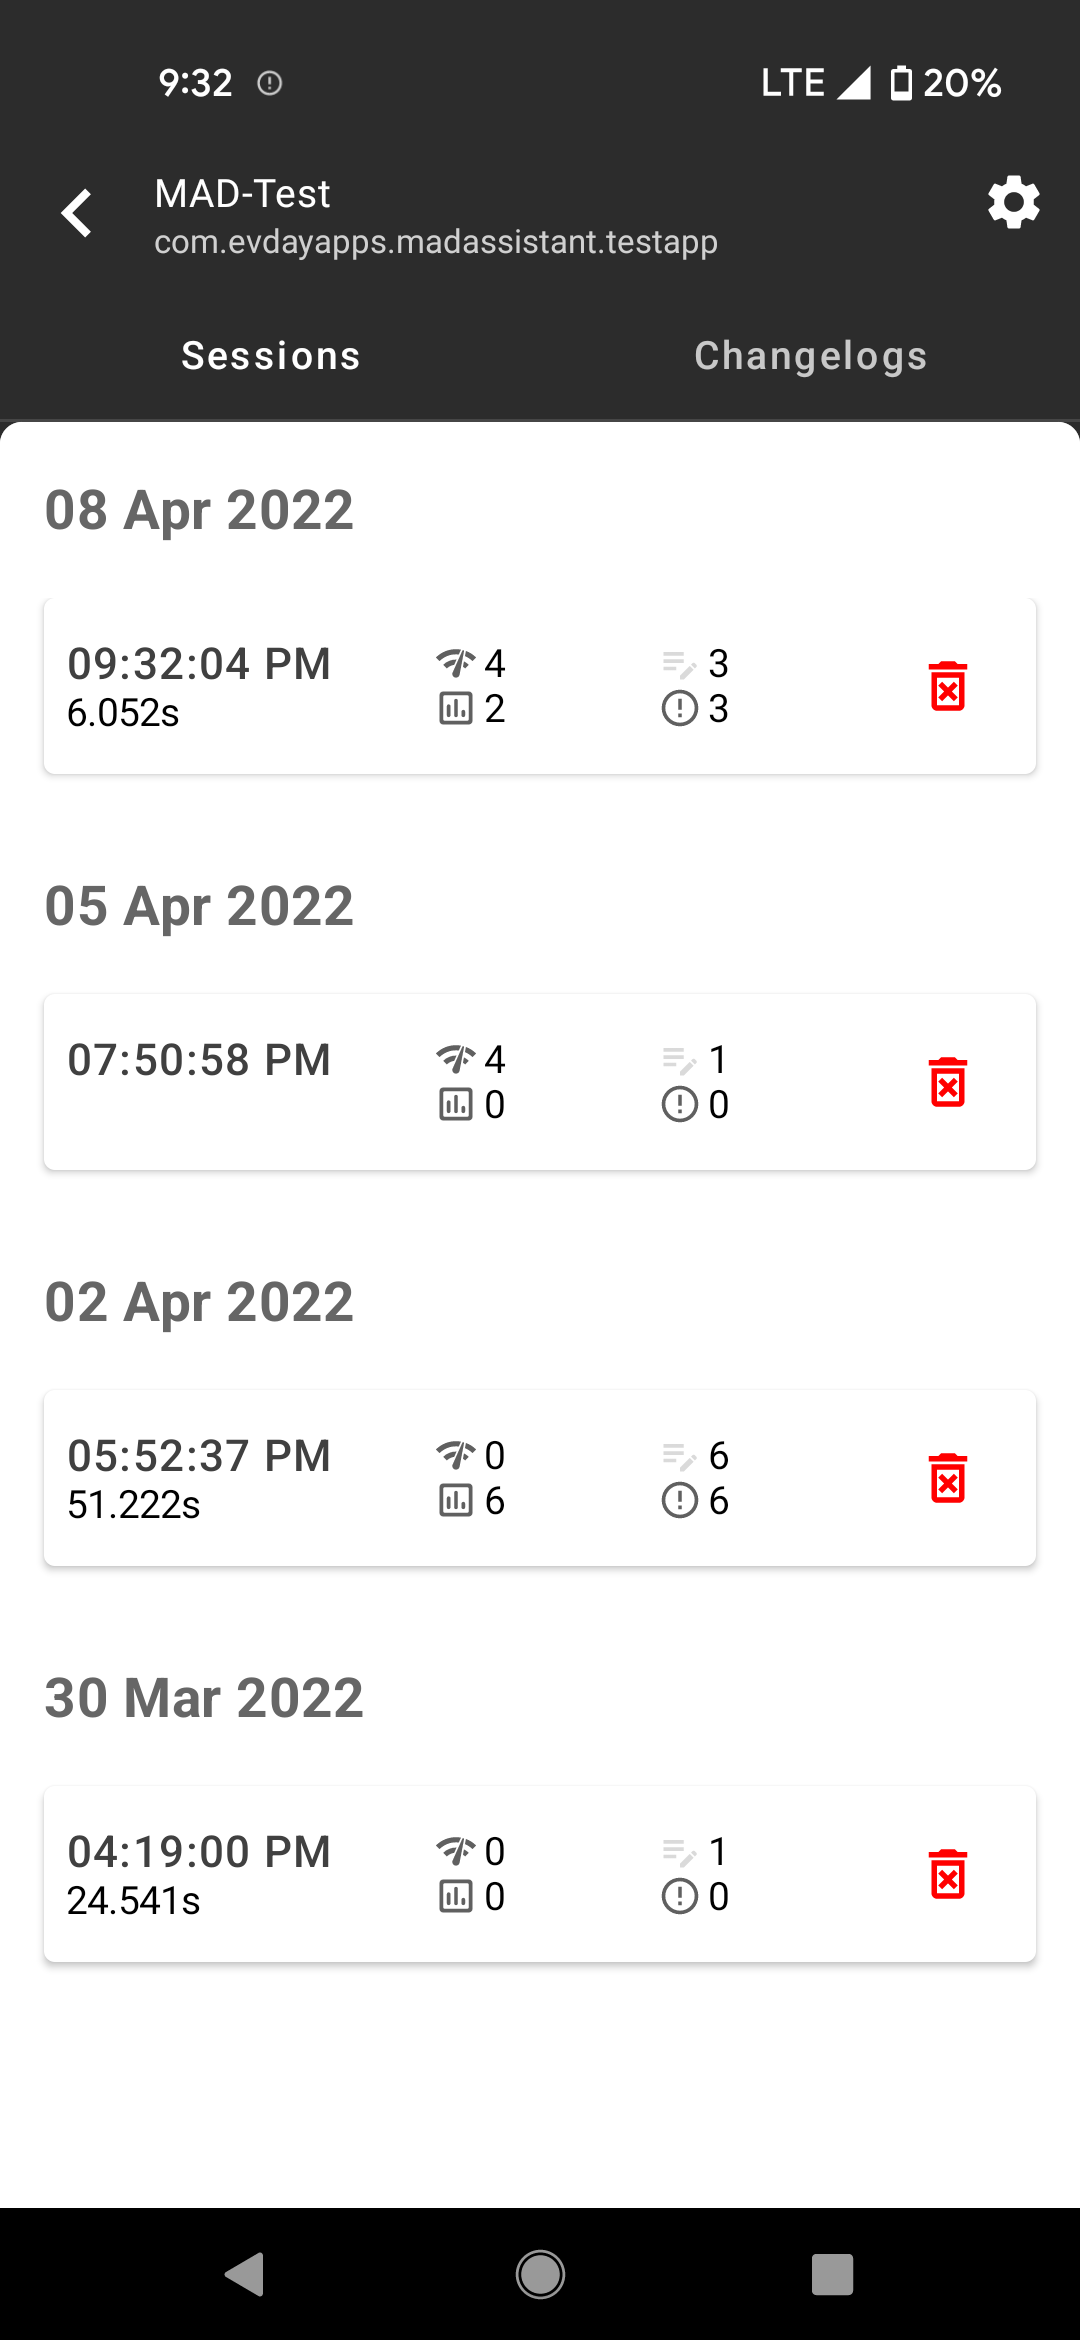 9:32 LTE 20%
MAD-Test
com.evdayapps.madassistant.testapp
Sessions Changelogs
08 Apr 2022
09:32:04 PM 4 3
6.052s 2 3
05 Apr 2022
07:50:58 PM 4 1
0 0
02 Apr 2022
05:52:37 PM 0 6
51.222s 6 6
30 Mar 2022
04:19:00 PM 0 1
24.541s 0 0